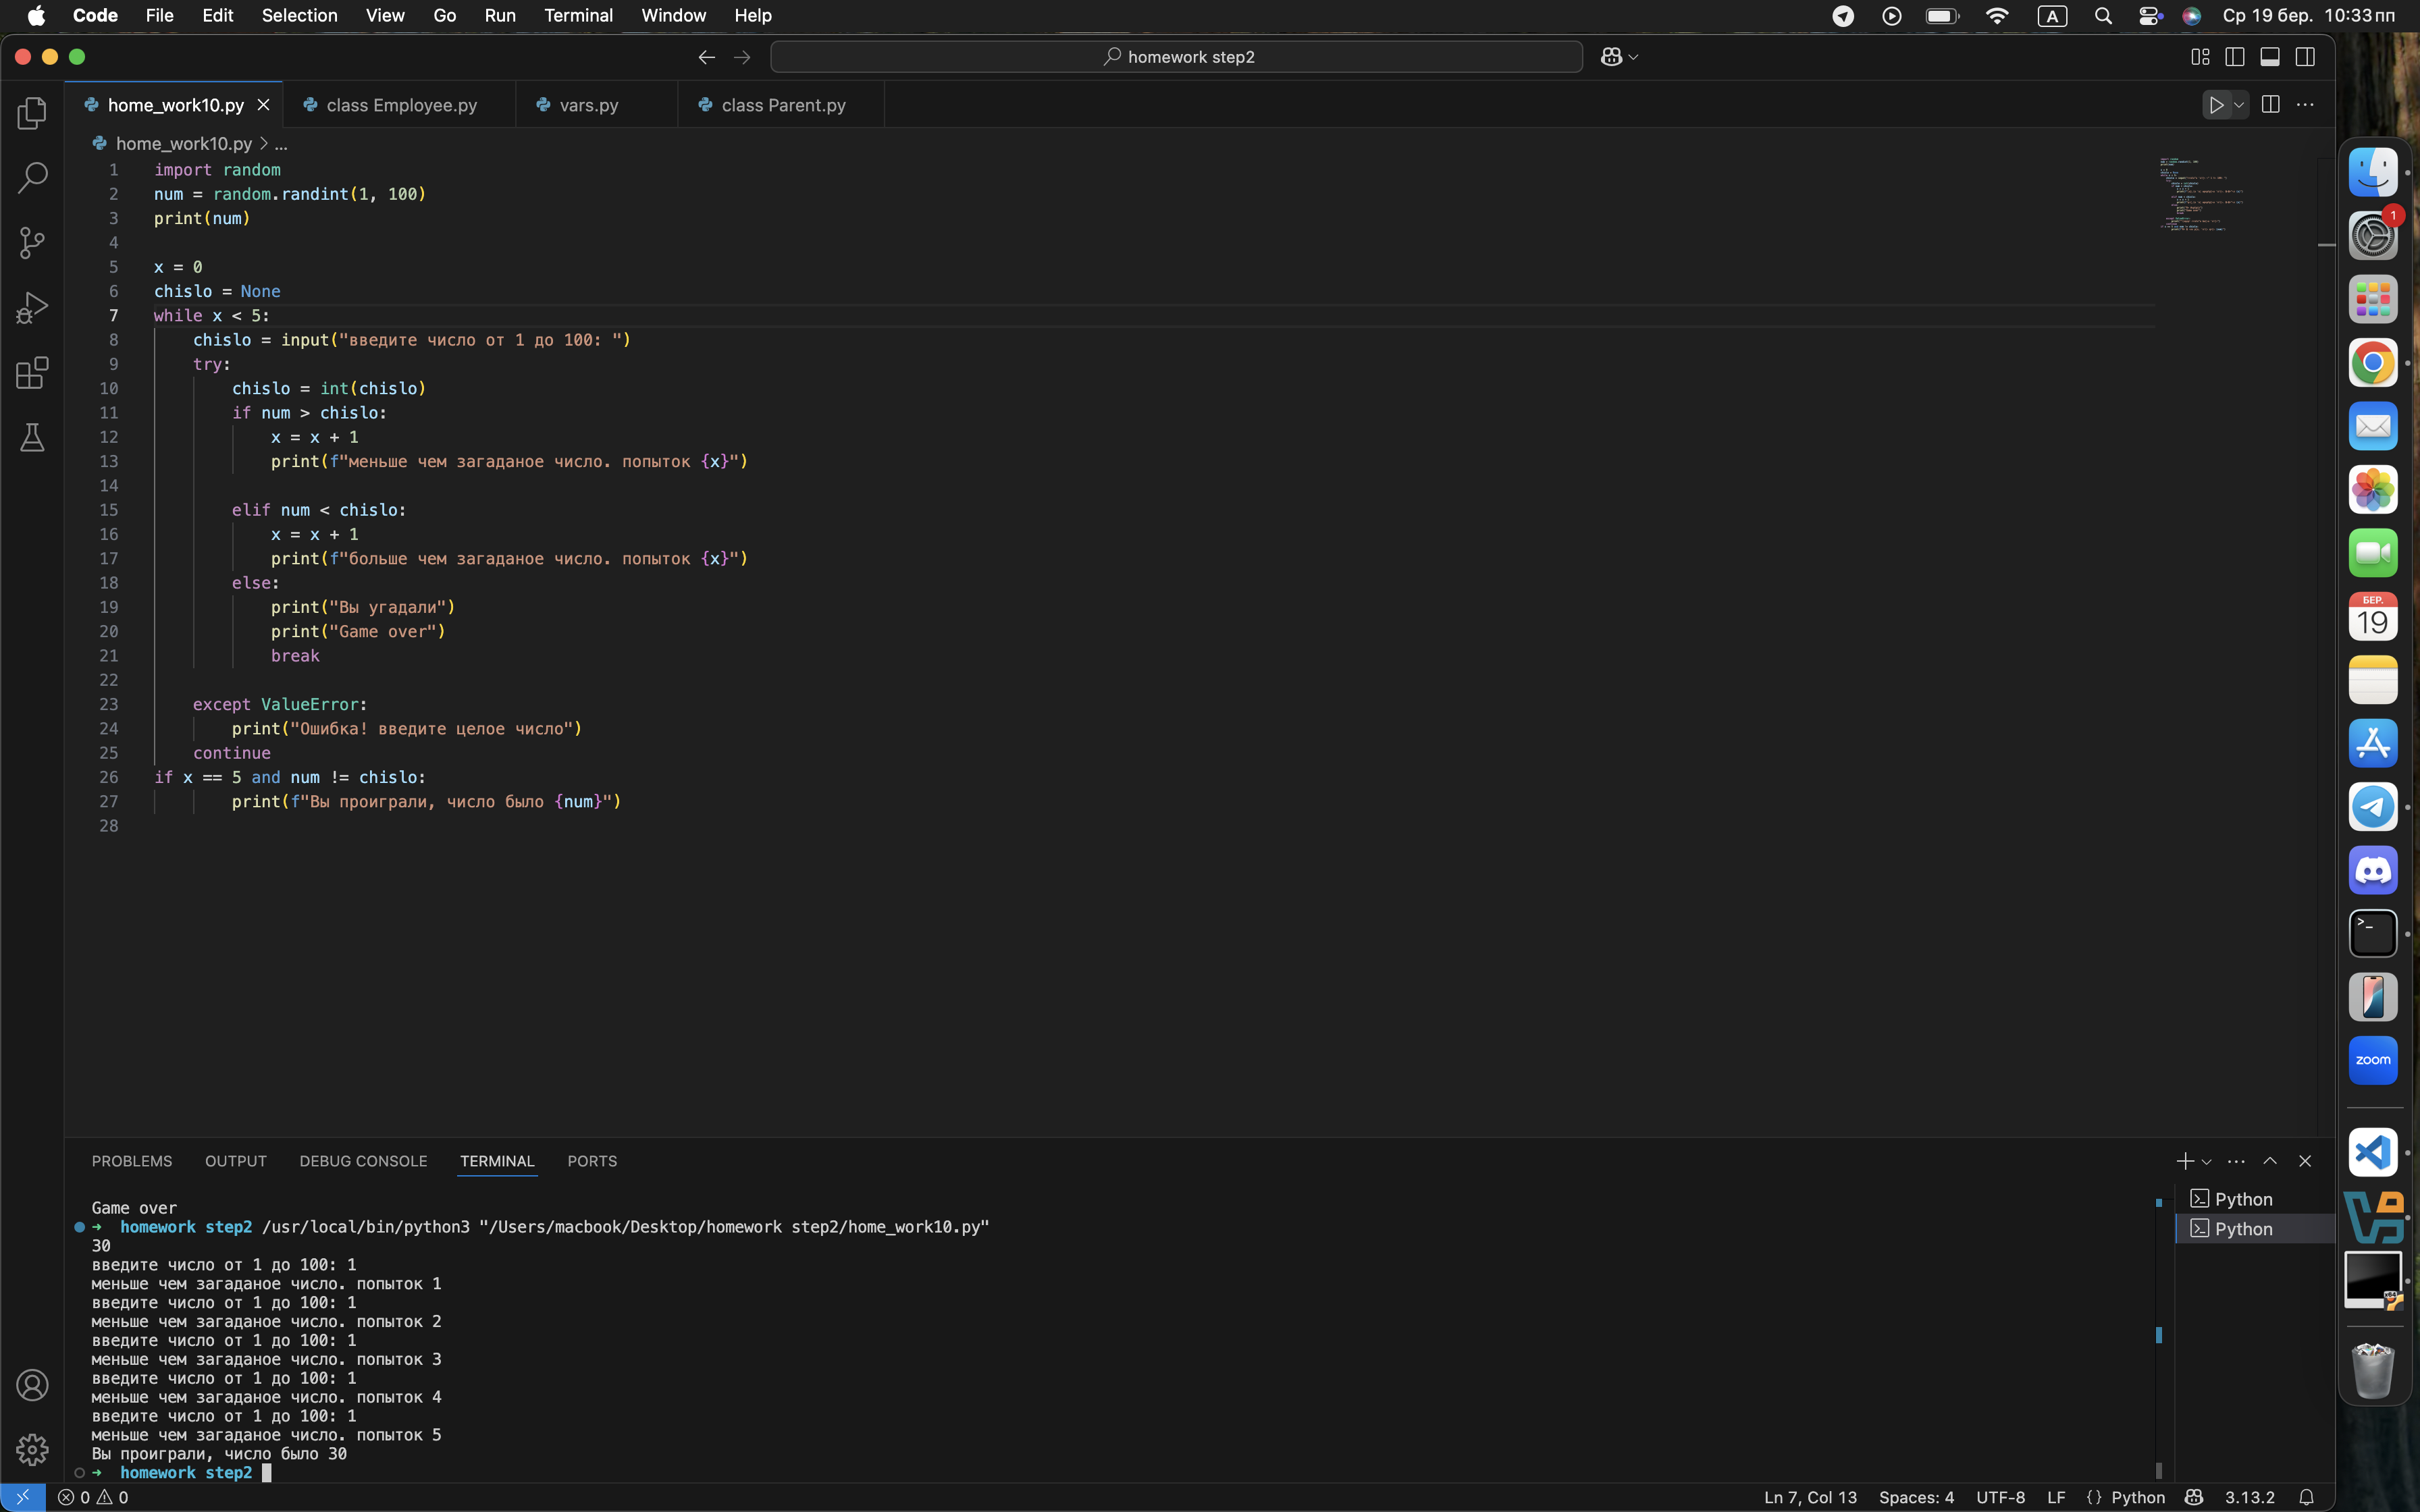 Code File Edit Selection View Go Run Terminal Window Help A Ср 19 бер. 10:33 пп
homework step2
home_work10.py class Employee.py vars.py class Parent.py
home_work10.py > ...
1 import random
2 num = random.randint(1, 100)
3 print(num)
4
5 x = 0
6 chislo = None
7 while x < 5:
8 chislo = input("введите число от 1 до 100: ")
9 try:
10 chislo = int(chislo)
11 if num > chislo:
12 x = x + 1
13 print(f"меньше чем загаданое число. попыток {x}")
14
15 elif num < chislo:
16 x = x + 1
17 print(f"больше чем загаданое число. попыток {x}")
18 else:
19 print("Вы угадали")
20 print("Game over")
21 break
22
23 except ValueError:
24 print("Ошибка! введите целое число")
25 continue
26 if x == 5 and num != chislo:
27 print(f"Вы проиграли, число было {num}")
28
PROBLEMS OUTPUT DEBUG CONSOLE TERMINAL PORTS
Game over
➜ homework step2 /usr/local/bin/python3 "/Users/macbook/Desktop/homework step2/home_work10.py"
30
введите число от 1 до 100: 1
меньше чем загаданое число. попыток 1
введите число от 1 до 100: 1
меньше чем загаданое число. попыток 2
введите число от 1 до 100: 1
меньше чем загаданое число. попыток 3
введите число от 1 до 100: 1
меньше чем загаданое число. попыток 4
введите число от 1 до 100: 1
меньше чем загаданое число. попыток 5
Вы проиграли, число было 30
➜ homework step2
Python
Python
0 0 Ln 7, Col 13 Spaces: 4 UTF-8 LF {} Python 3.13.2
1
БЕР.
19
zoom